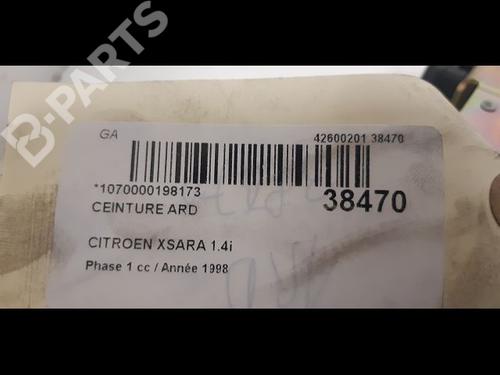 B-PARTS
GA
42600201 38470
*1070000198173
38470
CEINTURE ARD
CITROEN XSARA 1.4i
Phase 1 cc / Année 1998